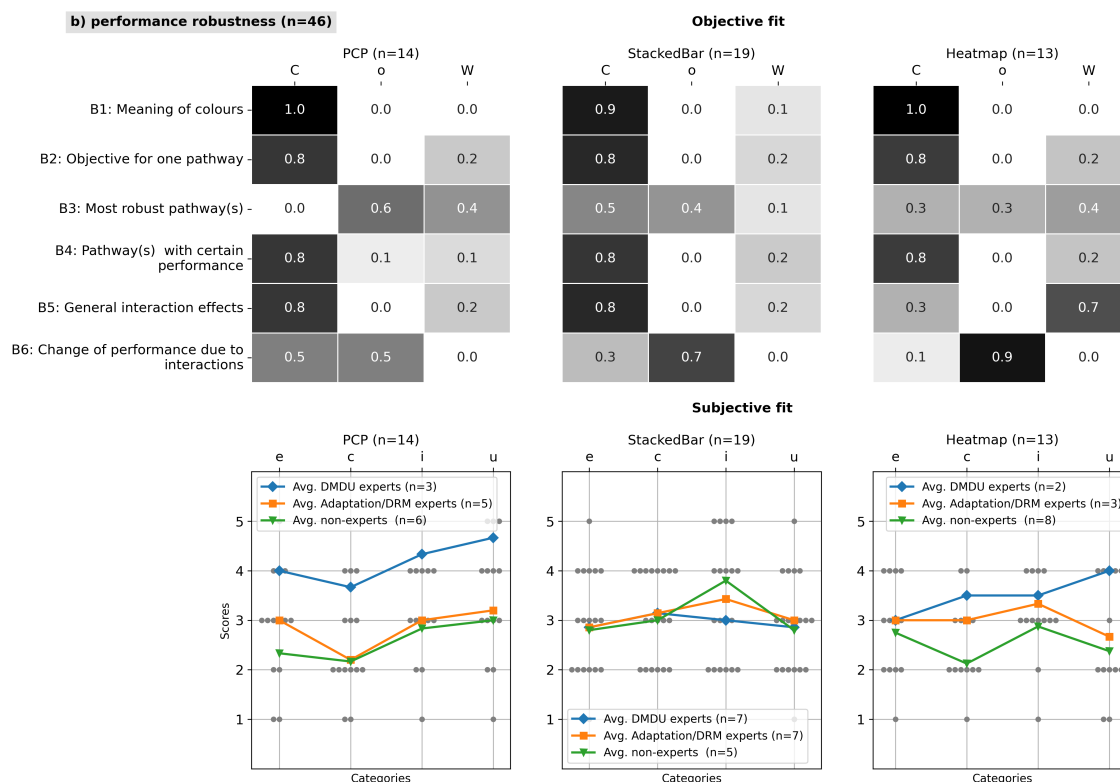 b) performance robustness (n=46)
Objective fit
PCP (n=14)
StackedBar (n=19)
Heatmap (n=13)
C o W C o W C o W
B1: Meaning of colours 1.0 0.0 0.0 0.9 0.0 0.1 1.0 0.0 0.0
B2: Objective for one pathway 0.8 0.0 0.2 0.8 0.0 0.2 0.8 0.0 0.2
B3: Most robust pathway(s) 0.0 0.6 0.4 0.5 0.4 0.1 0.3 0.3 0.4
B4: Pathway(s) with certain
performance 0.8 0.1 0.1 0.8 0.0 0.2 0.8 0.0 0.2
B5: General interaction effects 0.8 0.0 0.2 0.8 0.0 0.2 0.3 0.0 0.7
B6: Change of performance due to
interactions 0.5 0.5 0.0 0.3 0.7 0.0 0.1 0.9 0.0
Subjective fit
PCP (n=14)
e c i u
Avg. DMDU experts (n=3)
Avg. Adaptation/DRM experts (n=5)
Avg. non-experts (n=6)
5
4
3
2
1
Scores
Categories
StackedBar (n=19)
e c i u
5
4
3
2
1
Avg. DMDU experts (n=7)
Avg. Adaptation/DRM experts (n=7)
Avg. non-experts (n=5)
Categories
Heatmap (n=13)
e c i u
Avg. DMDU experts (n=2)
Avg. Adaptation/DRM experts (n=3)
Avg. non-experts (n=8)
5
4
3
2
1
Categories